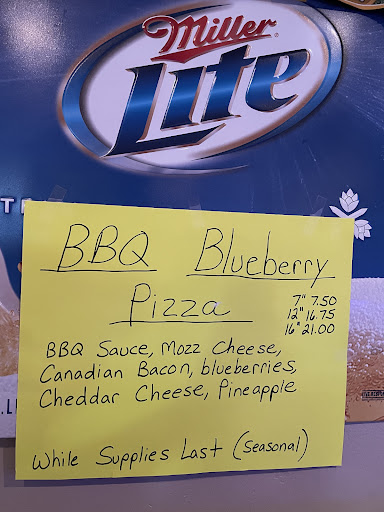 Miller
Lite
BBQ Blueberry
Pizza
7" 7.50
12" 16.75
16" 21.00
BBQ Sauce, Mozz Cheese,
Canadian Bacon, blueberries,
Cheddar Cheese, Pineapple
While Supplies Last (Seasonal)